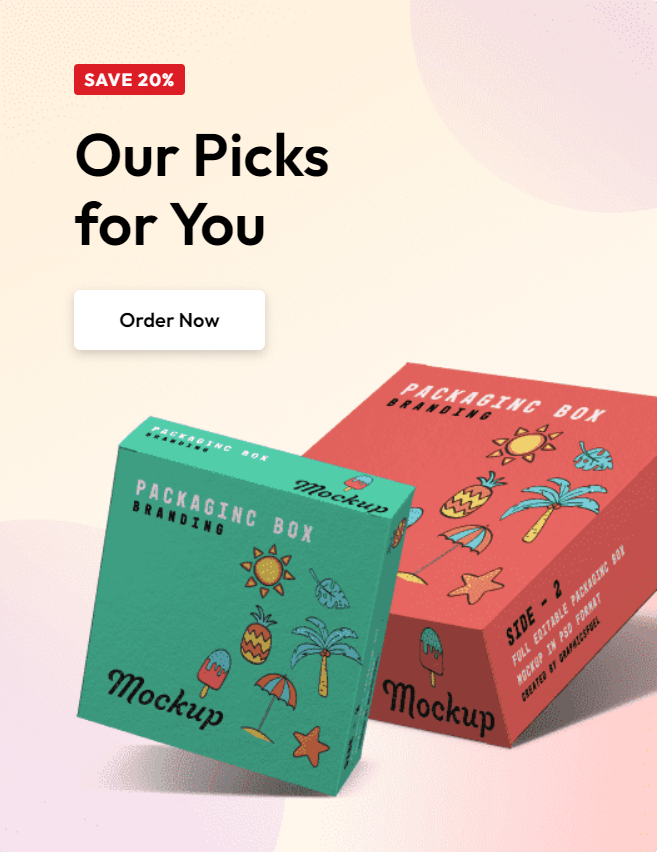 SAVE 20%
Our Picks
for You
Order Now
PACKAGINC BOX
BRANDING
Mockup
PACKAGINC BOX
BRANDING
Mockup
PACKAGINC BOX
BRANDING
Mockup
SIDE - 2
FULL EDITABLE PACKAGINC BOX
MOCKUP IN PSD FORMAT
CREATED BY GRAPHICSFUEL